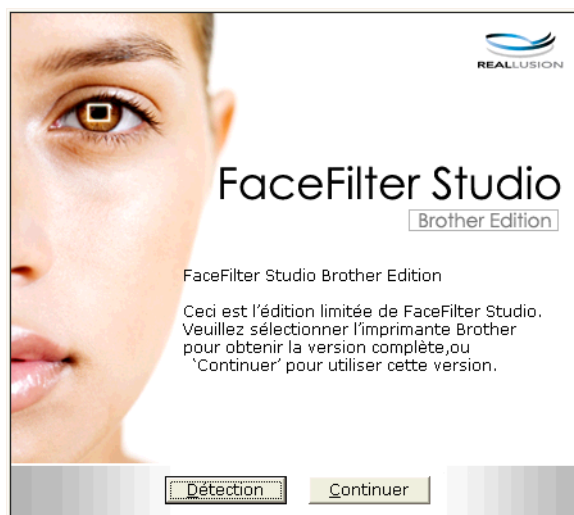 REALLUSION
FaceFilter Studio
Brother Edition
FaceFilter Studio Brother Edition
Ceci est l'édition limitée de FaceFilter Studio.
Veuillez sélectionner l'imprimante Brother
pour obtenir la version complète,ou
‛Continuer’ pour utiliser cette version.
Détection
Continuer